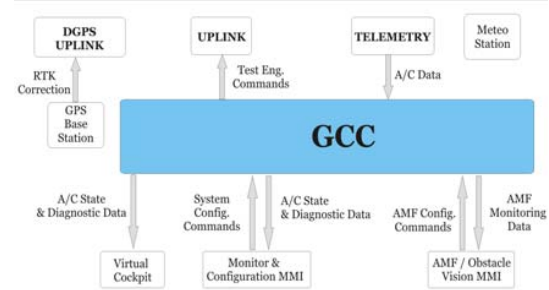 DGPS
UPLINK
UPLINK
TELEMETRY
Meteo
Station
RTK
Correction
Test Eng.
Commands
A/C Data
GPS
Base
Station
GCC
A/C State
& Diagnostic Data
System
Config.
Commands
A/C State
& Diagnostic Data
AMF Config.
Commands
AMF
Monitoring
Data
Virtual
Cockpit
Monitor &
Configuration MMI
AMF / Obstacle
Vision MMI